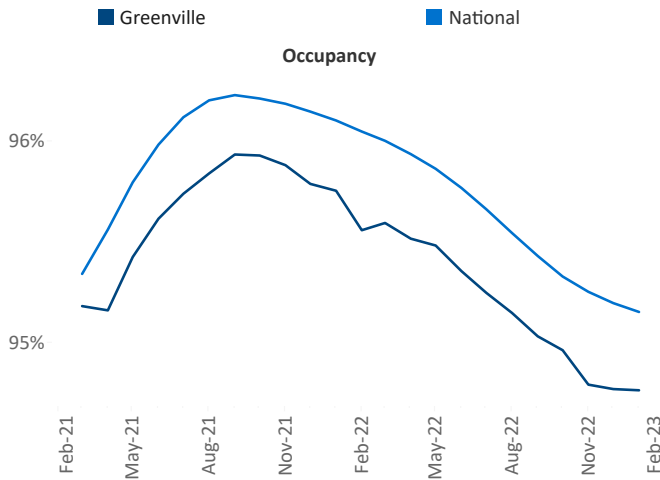 Greenville National
Occupancy
96%
95%
Feb-21 May-21 Aug-21 Nov-21 Feb-22 May-22 Aug-22 Nov-22 Feb-23